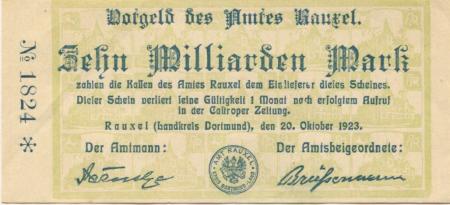 Notgeld des Amtes Rauxel.
Zehn Milliarden Mark
zahlen die Kassen des Amtes Rauxel dem Einlieferer dieses Scheines.
Dieser Schein verliert seine Gültigkeit 1 Monat nach erfolgtem Aufruf
in der Castroper Zeitung.
Rauxel (Landkreis Dortmund), den 20. Oktober 1923.
Der Amtmann:
Der Amtsbeigeordnete:
№ 1824 *
AMT RAUXEL